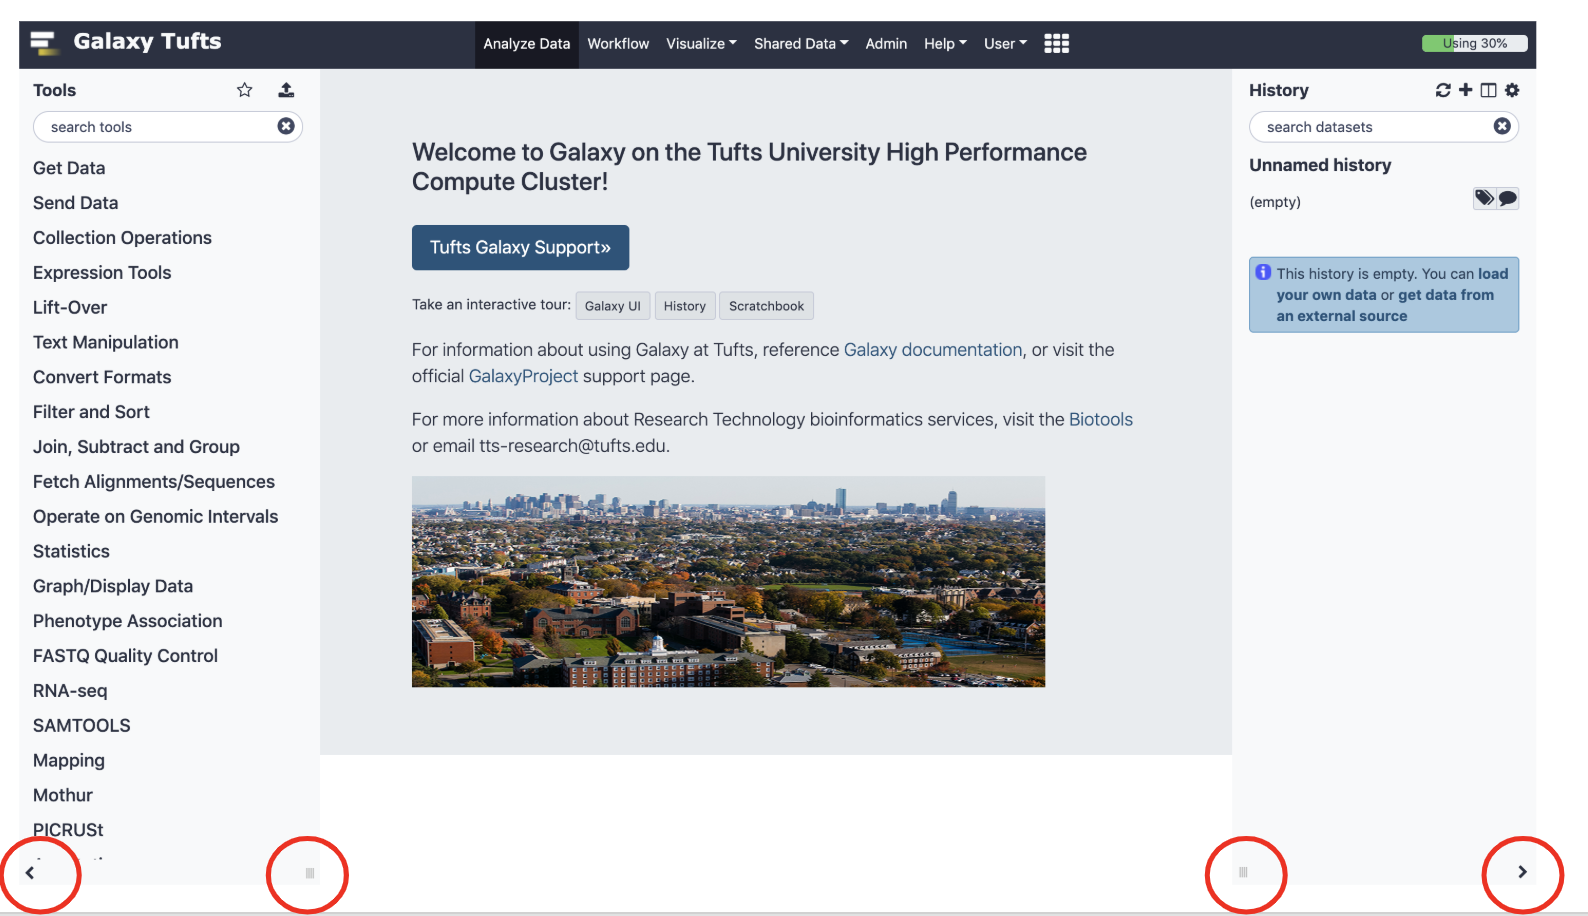 Galaxy Tufts
Analyze Data Workflow Visualize Shared Data Admin Help User
Using 30%
Tools
search tools
Get Data
Send Data
Collection Operations
Expression Tools
Lift-Over
Text Manipulation
Convert Formats
Filter and Sort
Join, Subtract and Group
Fetch Alignments/Sequences
Operate on Genomic Intervals
Statistics
Graph/Display Data
Phenotype Association
FASTQ Quality Control
RNA-seq
SAMTOOLS
Mapping
Mothur
PICRUSt
Welcome to Galaxy on the Tufts University High Performance
Compute Cluster!
Tufts Galaxy Support»
Take an interactive tour: Galaxy UI History Scratchbook
For information about using Galaxy at Tufts, reference Galaxy documentation, or visit the
official GalaxyProject support page.
For more information about Research Technology bioinformatics services, visit the Biotools
or email tts-research@tufts.edu.
History
search datasets
Unnamed history
(empty)
This history is empty. You can load
your own data or get data from
an external source